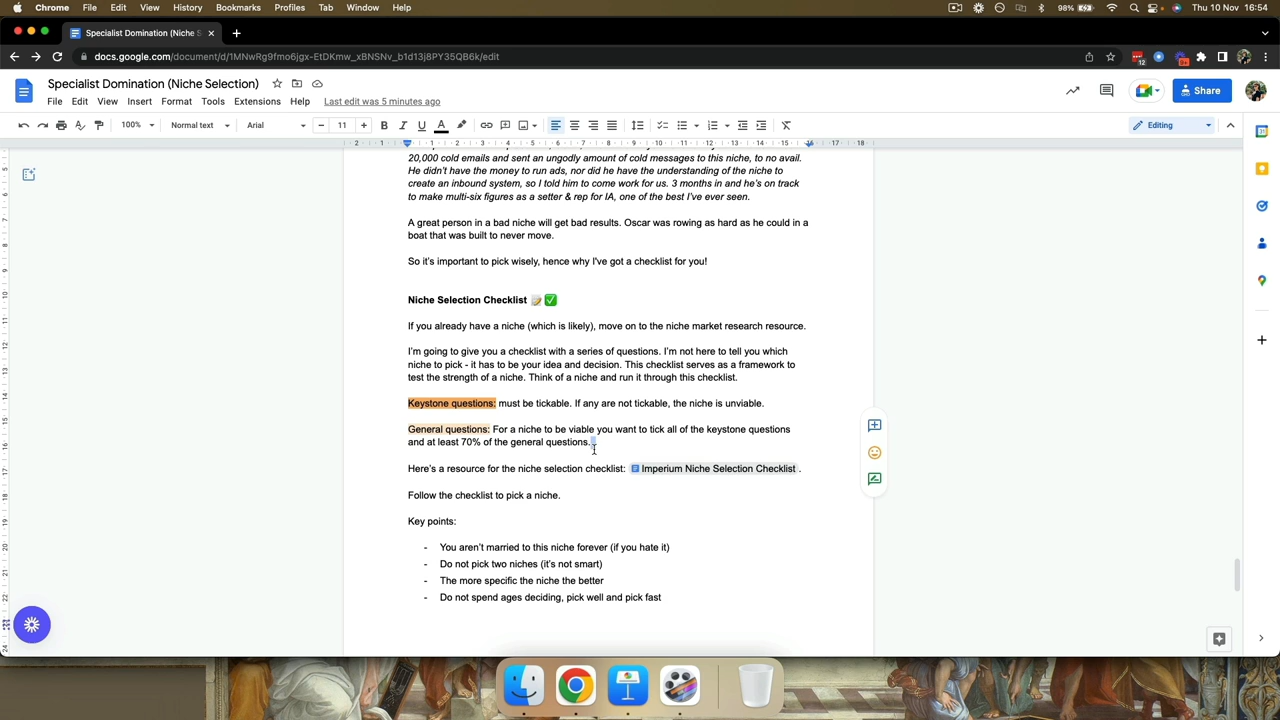 Chrome File Edit View History Bookmarks Profiles Tab Window Help 98% Thu 10 Nov 16:54
Specialist Domination (Niche S
docs.google.com/document/d/1MNwRg9fmo6jgx-EtDKmw_xBNSNv_b1d13j8PY35QB6k/edit
Specialist Domination (Niche Selection)
File Edit View Insert Format Tools Extensions Help Last edit was 5 minutes ago
Share
100% Normal text Arial 11 Editing
20,000 cold emails and sent an ungodly amount of cold messages to this niche, to no avail.
He didn't have the money to run ads, nor did he have the understanding of the niche to
create an inbound system, so I told him to come work for us. 3 months in and he's on track
to make multi-six figures as a setter & rep for IA, one of the best I've ever seen.
A great person in a bad niche will get bad results. Oscar was rowing as hard as he could in a
boat that was built to never move.
So it's important to pick wisely, hence why I've got a checklist for you!
Niche Selection Checklist 📝 ✅
If you already have a niche (which is likely), move on to the niche market research resource.
I'm going to give you a checklist with a series of questions. I'm not here to tell you which
niche to pick - it has to be your idea and decision. This checklist serves as a framework to
test the strength of a niche. Think of a niche and run it through this checklist.
Keystone questions: must be tickable. If any are not tickable, the niche is unviable.
General questions: For a niche to be viable you want to tick all of the keystone questions
and at least 70% of the general questions.
Here's a resource for the niche selection checklist: Imperium Niche Selection Checklist .
Follow the checklist to pick a niche.
Key points:
- You aren't married to this niche forever (if you hate it)
- Do not pick two niches (it's not smart)
- The more specific the niche the better
- Do not spend ages deciding, pick well and pick fast